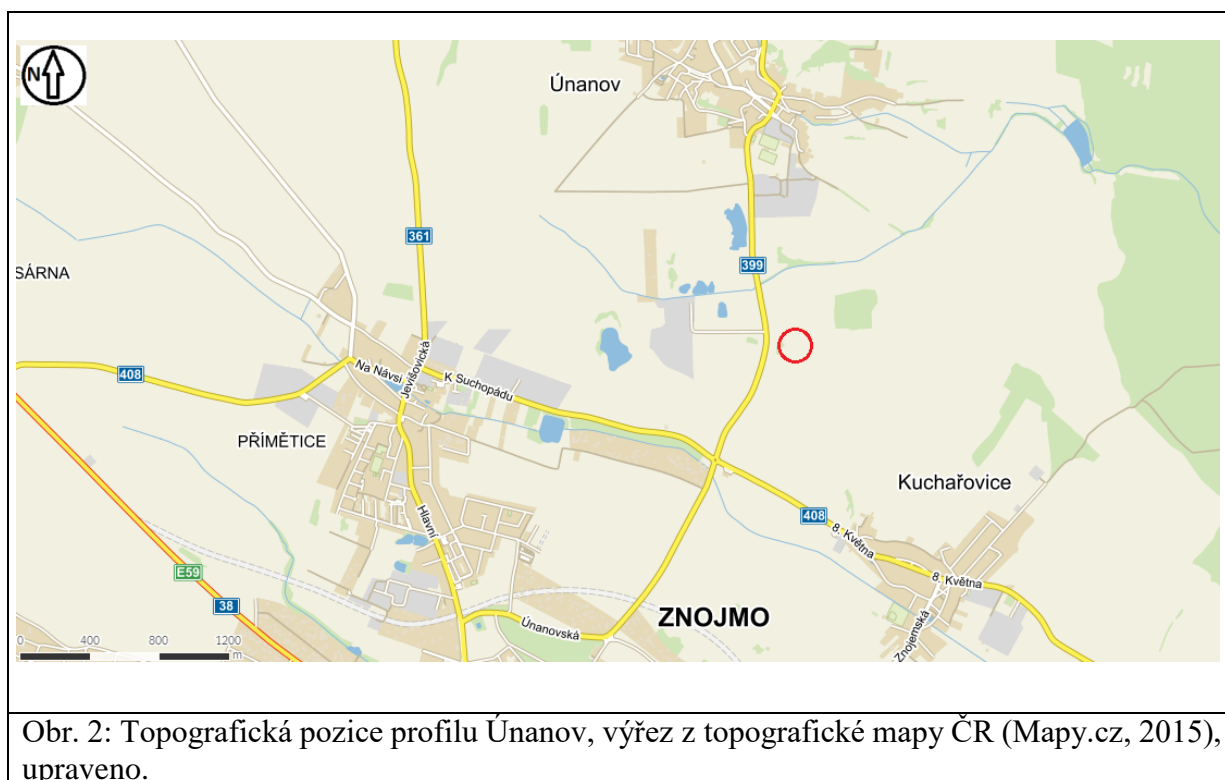 N
Únanov
361
SÁRNA
399
408
Na Návsi
Jevišovická
K Suchopádu
PŘÍMĚTICE
Kuchařovice
Hlavní
408
8. Května
E59
8. Května
38
ZNOJMO
Únanovská
Znojemská
0 400 800 1200
m
Obr. 2: Topografická pozice profilu Únanov, výřez z topografické mapy ČR (Mapy.cz, 2015),
upraveno.